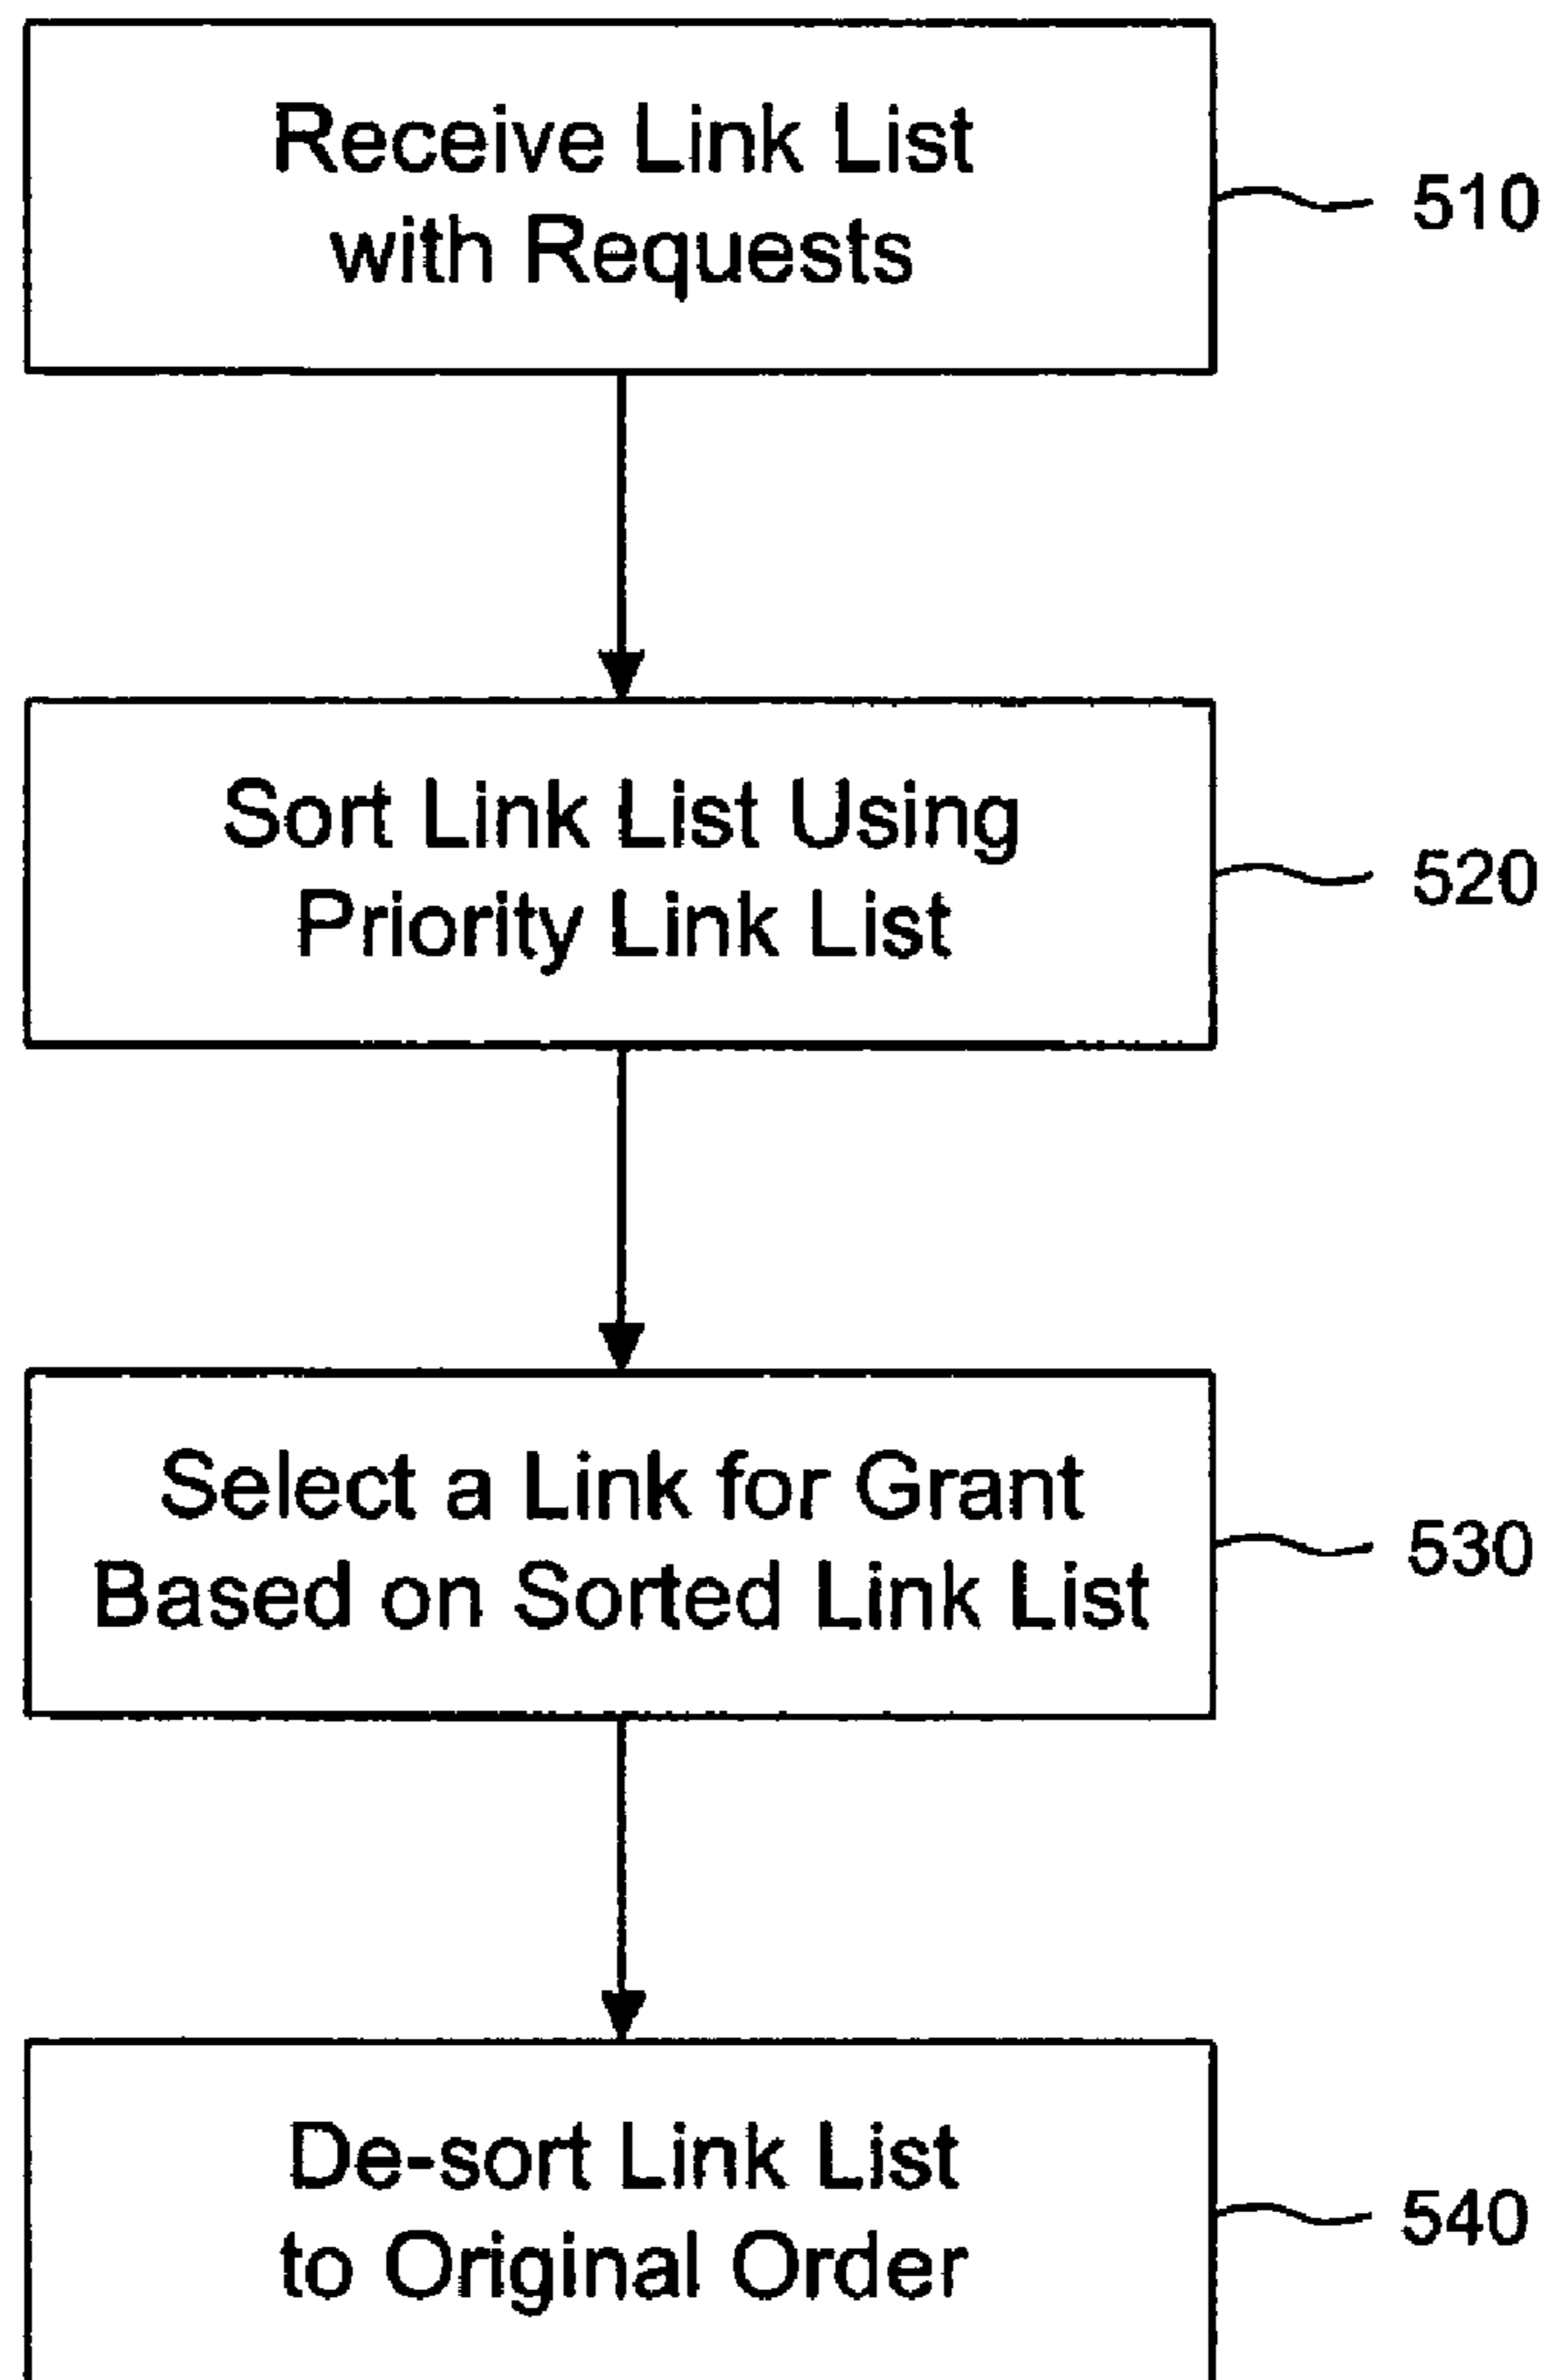 Receive Link List
with Requests
510
Sort Link List Using
Priority Link List
520
Select a Link for Grant
Based on Sorted Link List
530
De-sort Link List
to Original Order
540